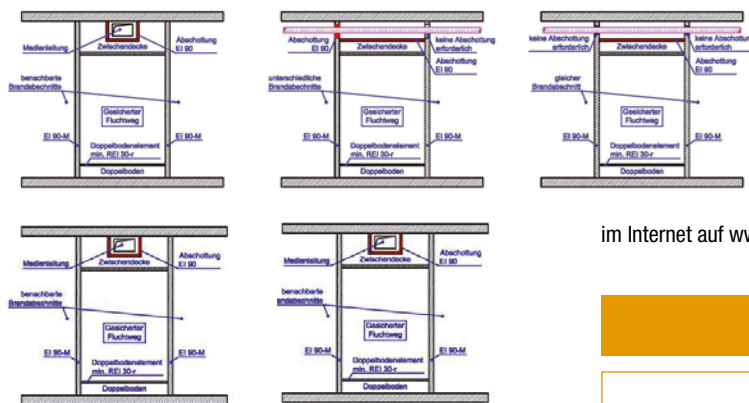 Medienleitung
Zwischendecke
Abschottung
EI 90
benachbarte
Brandabschnitte
Gesicherter
Fluchtweg
EI 90-M
EI 90-M
Doppelbodenelement
min. REI 30-r
Doppelboden
Abschottung
EI 90
Zwischendecke
keine Abschottung
erforderlich
Abschottung
EI 90
unterschiedliche
Brandabschnitte
Gesicherter
Fluchtweg
EI 90-M
EI 90-M
Doppelbodenelement
min. REI 30-r
Doppelboden
keine Abschottung
erforderlich
Zwischendecke
keine Abschottung
erforderlich
Abschottung
EI 90
gleicher
Brandabschnitt
Gesicherter
Fluchtweg
EI 90-M
EI 90-M
Doppelbodenelement
min. REI 30-r
Doppelboden
Medienleitung
Zwischendecke
Abschottung
EI 90
benachbarte
Brandabschnitte
Gesicherter
Fluchtweg
EI 90-M
EI 90-M
Doppelbodenelement
min. REI 30-r
Doppelboden
Medienleitung
Zwischendecke
Abschottung
EI 90
benachbarte
Brandabschnitte
Gesicherter
Fluchtweg
EI 90-M
EI 90-M
Doppelbodenelement
min. REI 30-r
Doppelboden
im Internet auf